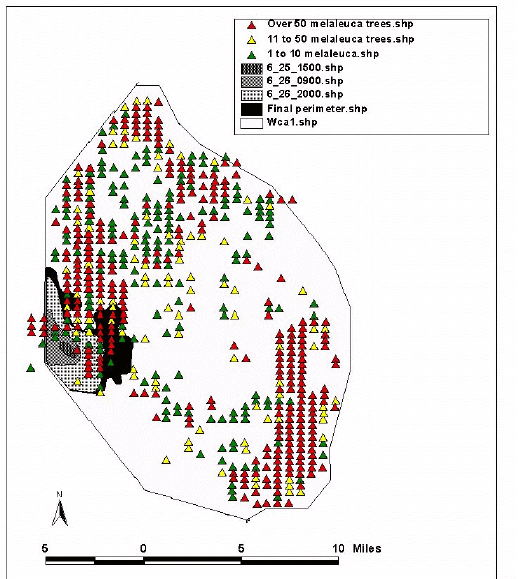 Over 50 melaleuca trees.shp
11 to 50 melaleuca trees.shp
1 to 10 melaleuca.shp
6_25_1500.shp
6_26_0900.shp
6_26_2000.shp
Final perimeter.shp
Wca1.shp
N
5 0 5 10 Miles